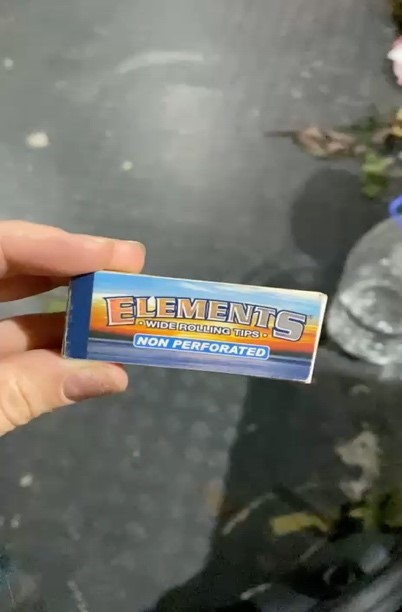 ELEMENTS®
• WIDE ROLLING TIPS •
NON PERFORATED